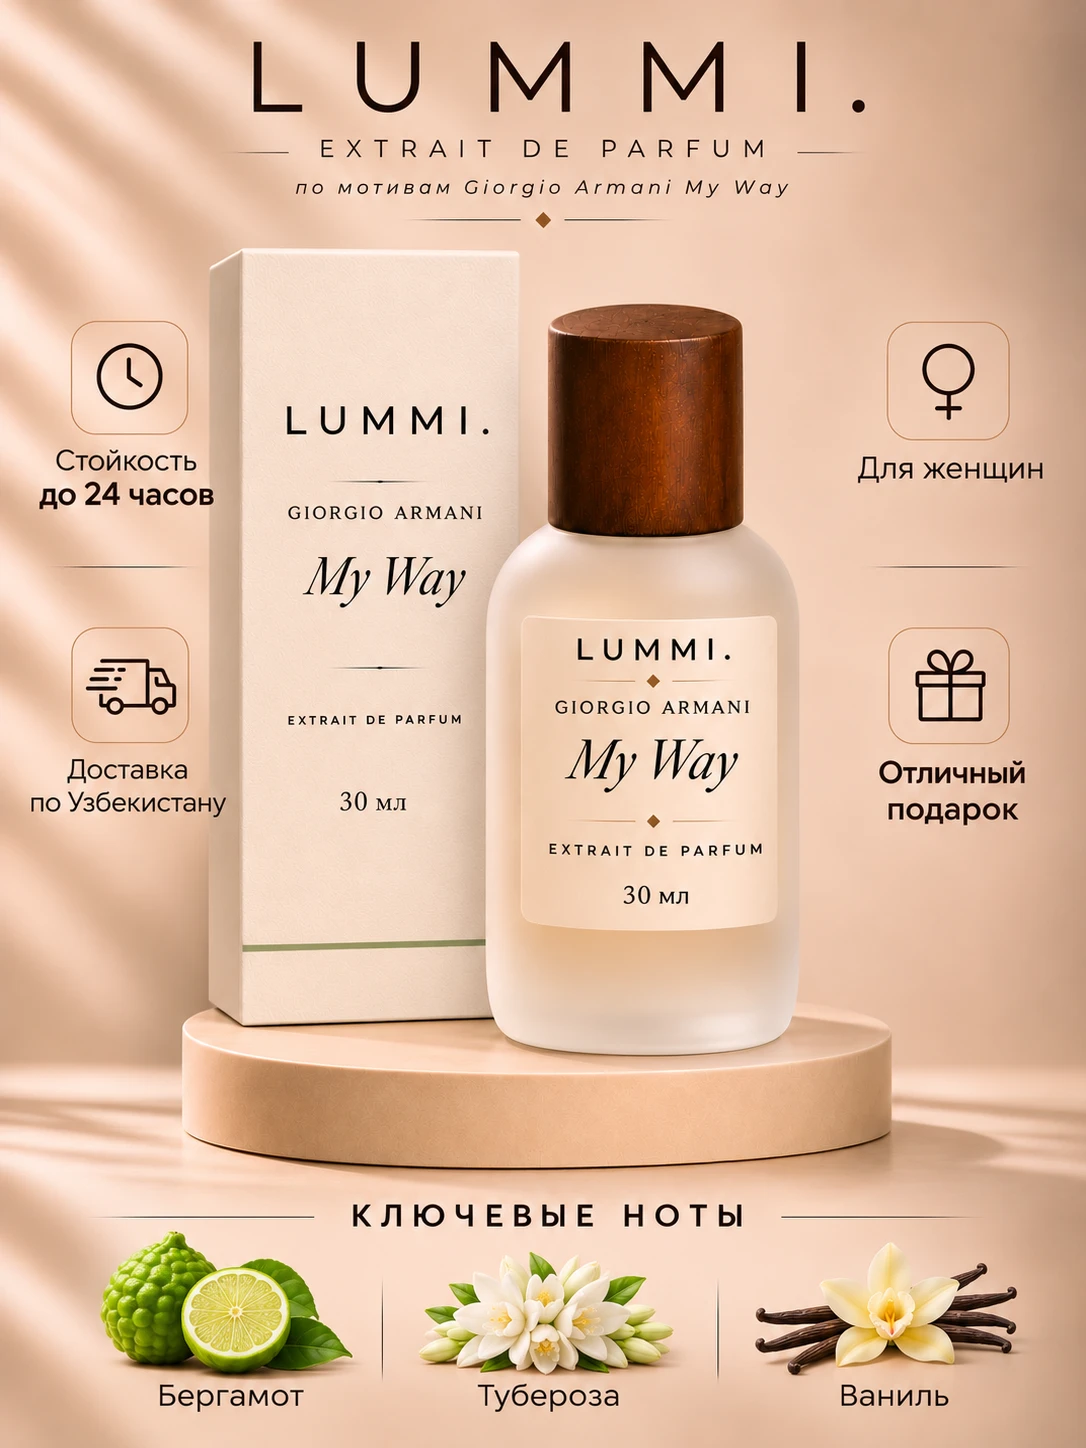 LUMMI.
EXTRAIT DE PARFUM
по мотивам Giorgio Armani My Way
Стойкость
до 24 часов
Доставка
по Узбекистану
LUMMI.
GIORGIO ARMANI
My Way
EXTRAIT DE PARFUM
30 мл
LUMMI.
GIORGIO ARMANI
My Way
EXTRAIT DE PARFUM
30 мл
Для женщин
Отличный
подарок
КЛЮЧЕВЫЕ НОТЫ
Бергамот
Тубероза
Ваниль